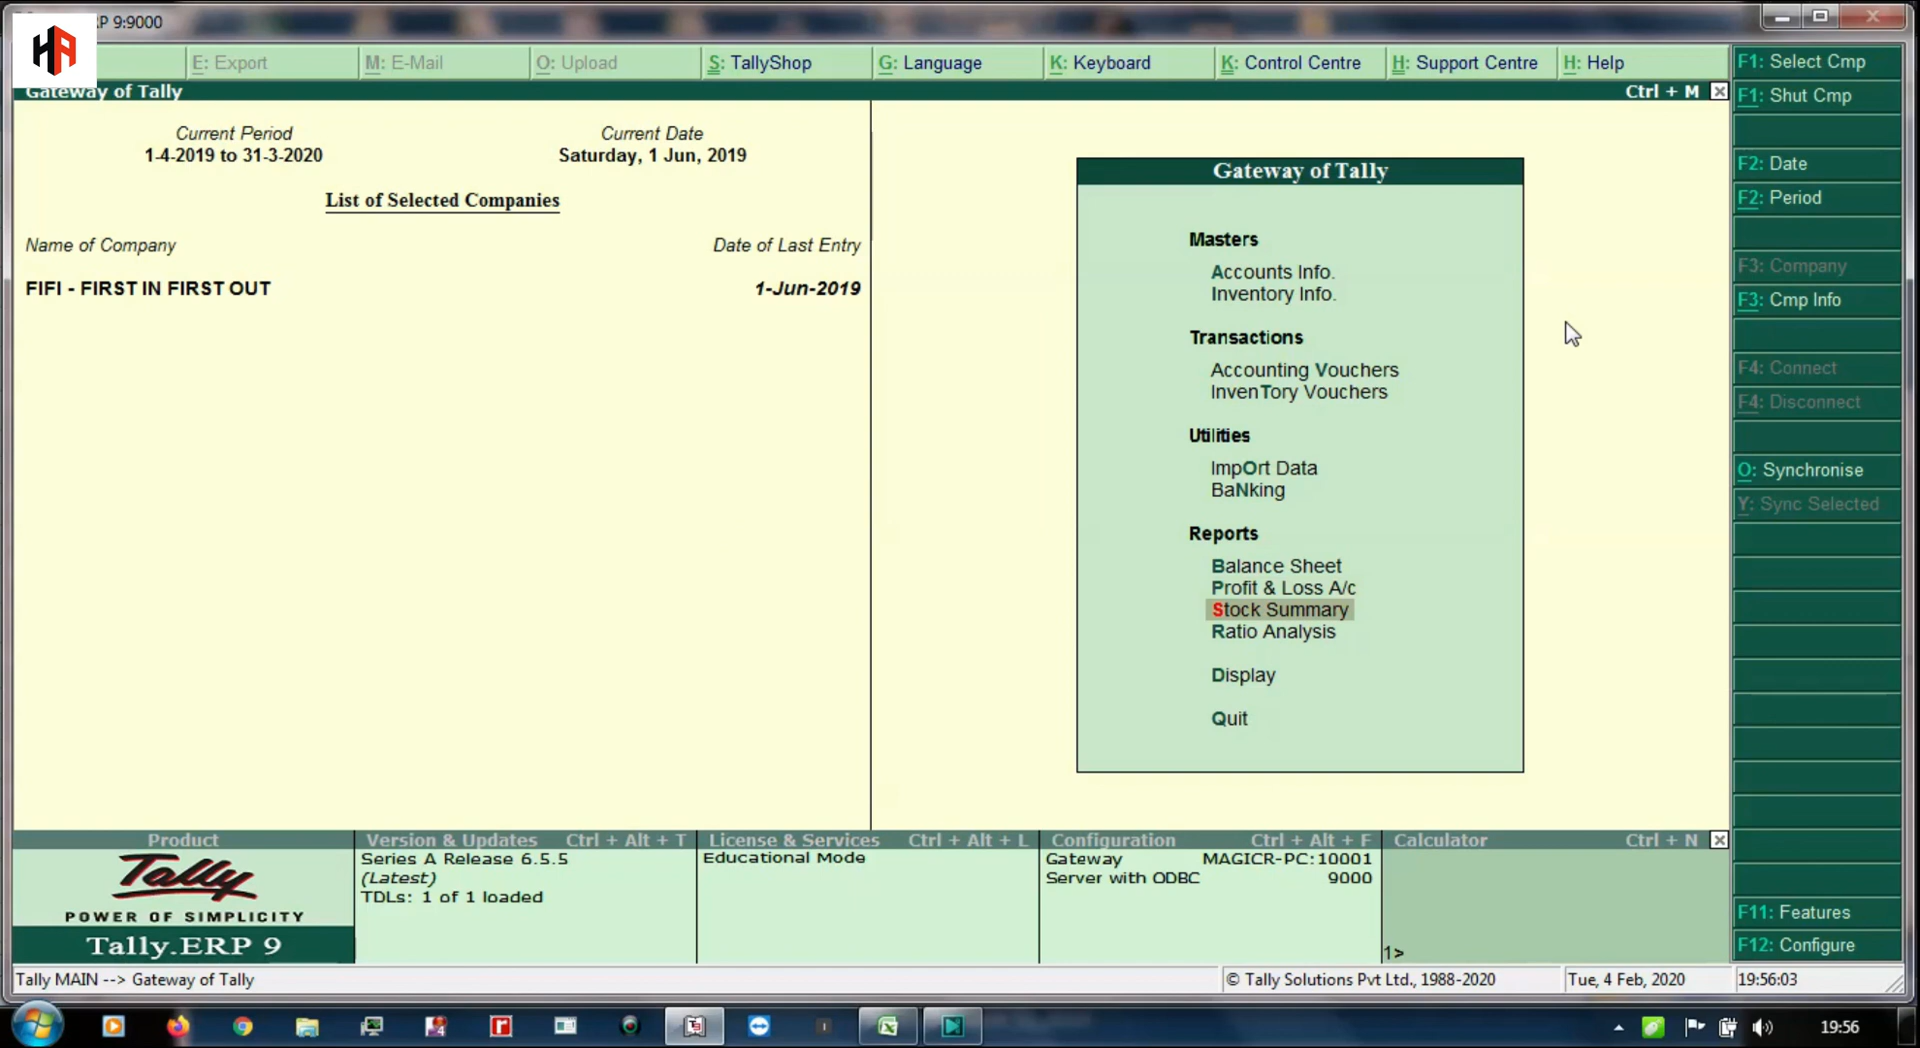 RP 9:9000
HA
E: Export
M: E-Mail
O: Upload
S: TallyShop
G: Language
K: Keyboard
K: Control Centre
H: Support Centre
H: Help
Gateway of Tally
Ctrl + M
Current Period
1-4-2019 to 31-3-2020
Current Date
Saturday, 1 Jun, 2019
List of Selected Companies
Name of Company
Date of Last Entry
FIFI - FIRST IN FIRST OUT
1-Jun-2019
Gateway of Tally
Masters
Accounts Info.
Inventory Info.
Transactions
Accounting Vouchers
InvenTory Vouchers
Utilities
ImpOrt Data
BaNking
Reports
Balance Sheet
Profit & Loss A/c
Stock Summary
Ratio Analysis
Display
Quit
F1: Select Cmp
F1: Shut Cmp
F2: Date
F2: Period
F3: Company
F3: Cmp Info
F4: Connect
F4: Disconnect
O: Synchronise
Y: Sync Selected
F11: Features
F12: Configure
Product
Tally
POWER OF SIMPLICITY
Tally.ERP 9
Version & Updates Ctrl + Alt + T
Series A Release 6.5.5
(Latest)
TDLs: 1 of 1 loaded
License & Services Ctrl + Alt + L
Educational Mode
Configuration Ctrl + Alt + F
Gateway MAGICR-PC:10001
Server with ODBC 9000
Calculator Ctrl + N
1>
Tally MAIN --> Gateway of Tally
© Tally Solutions Pvt Ltd., 1988-2020
Tue, 4 Feb, 2020
19:56:03
19:56